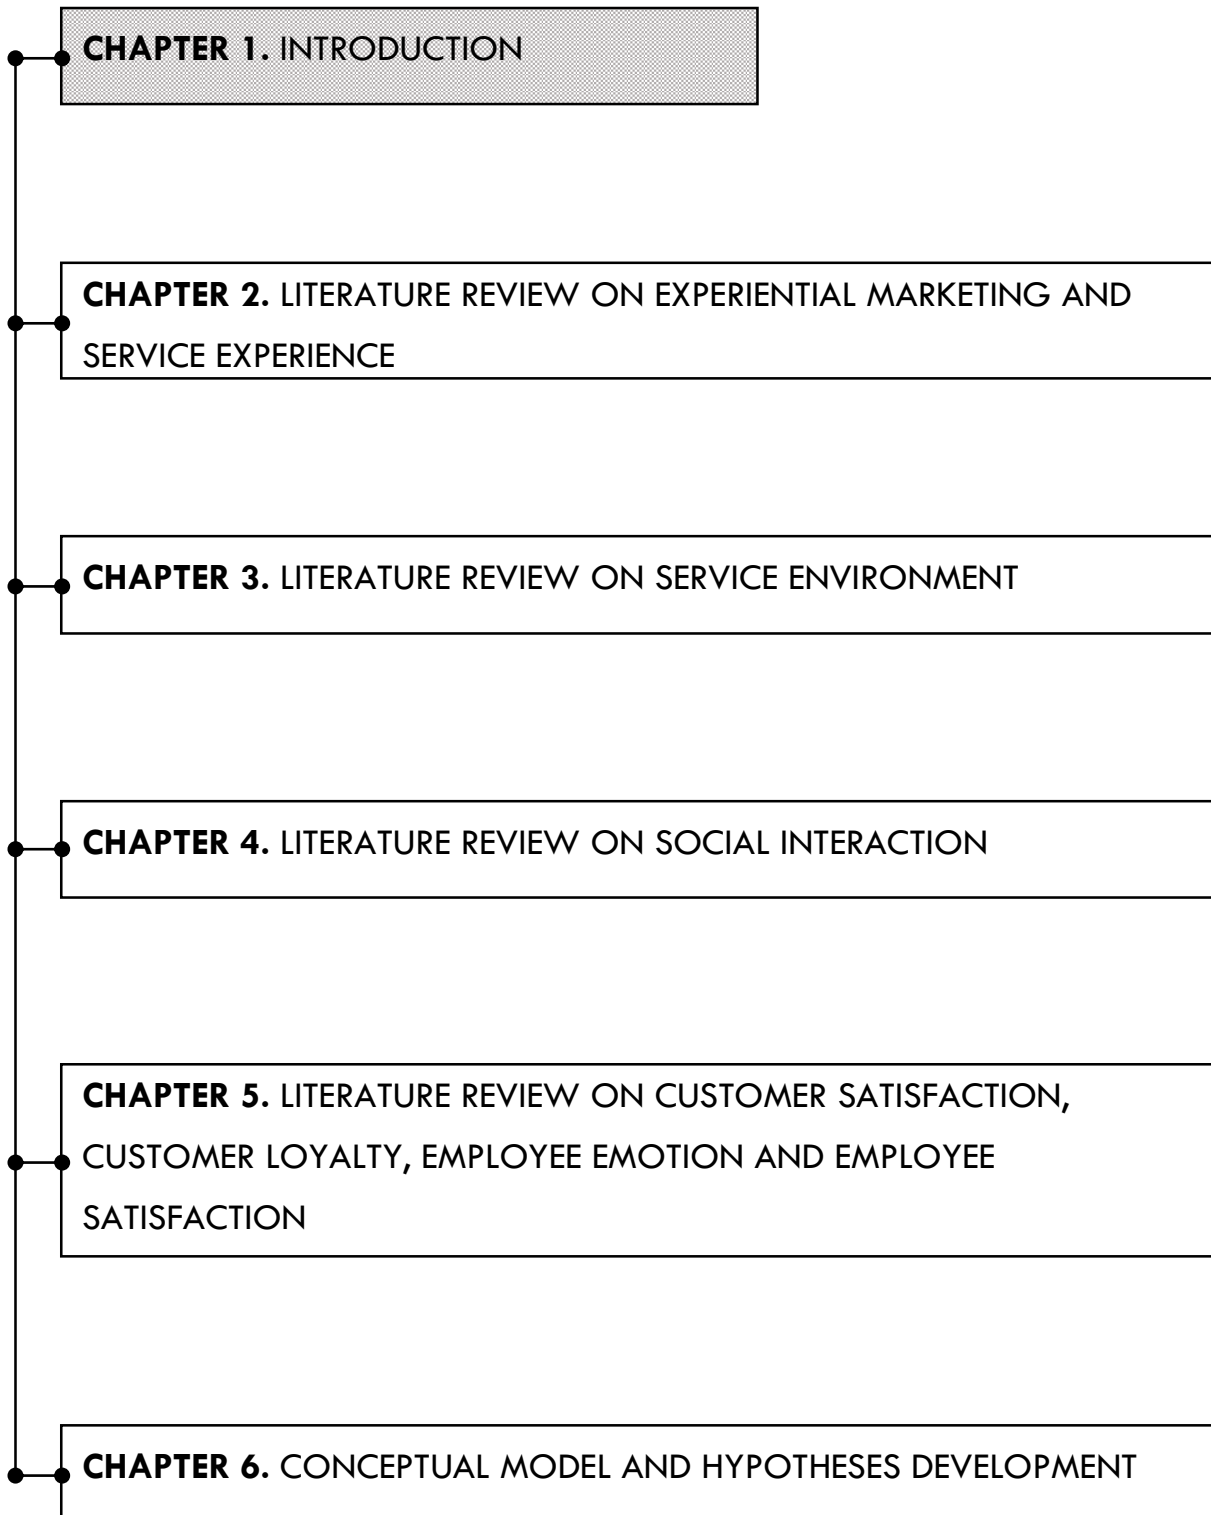 CHAPTER 1. INTRODUCTION
CHAPTER 2. LITERATURE REVIEW ON EXPERIENTIAL MARKETING AND
SERVICE EXPERIENCE
CHAPTER 3. LITERATURE REVIEW ON SERVICE ENVIRONMENT
CHAPTER 4. LITERATURE REVIEW ON SOCIAL INTERACTION
CHAPTER 5. LITERATURE REVIEW ON CUSTOMER SATISFACTION,
CUSTOMER LOYALTY, EMPLOYEE EMOTION AND EMPLOYEE
SATISFACTION
CHAPTER 6. CONCEPTUAL MODEL AND HYPOTHESES DEVELOPMENT